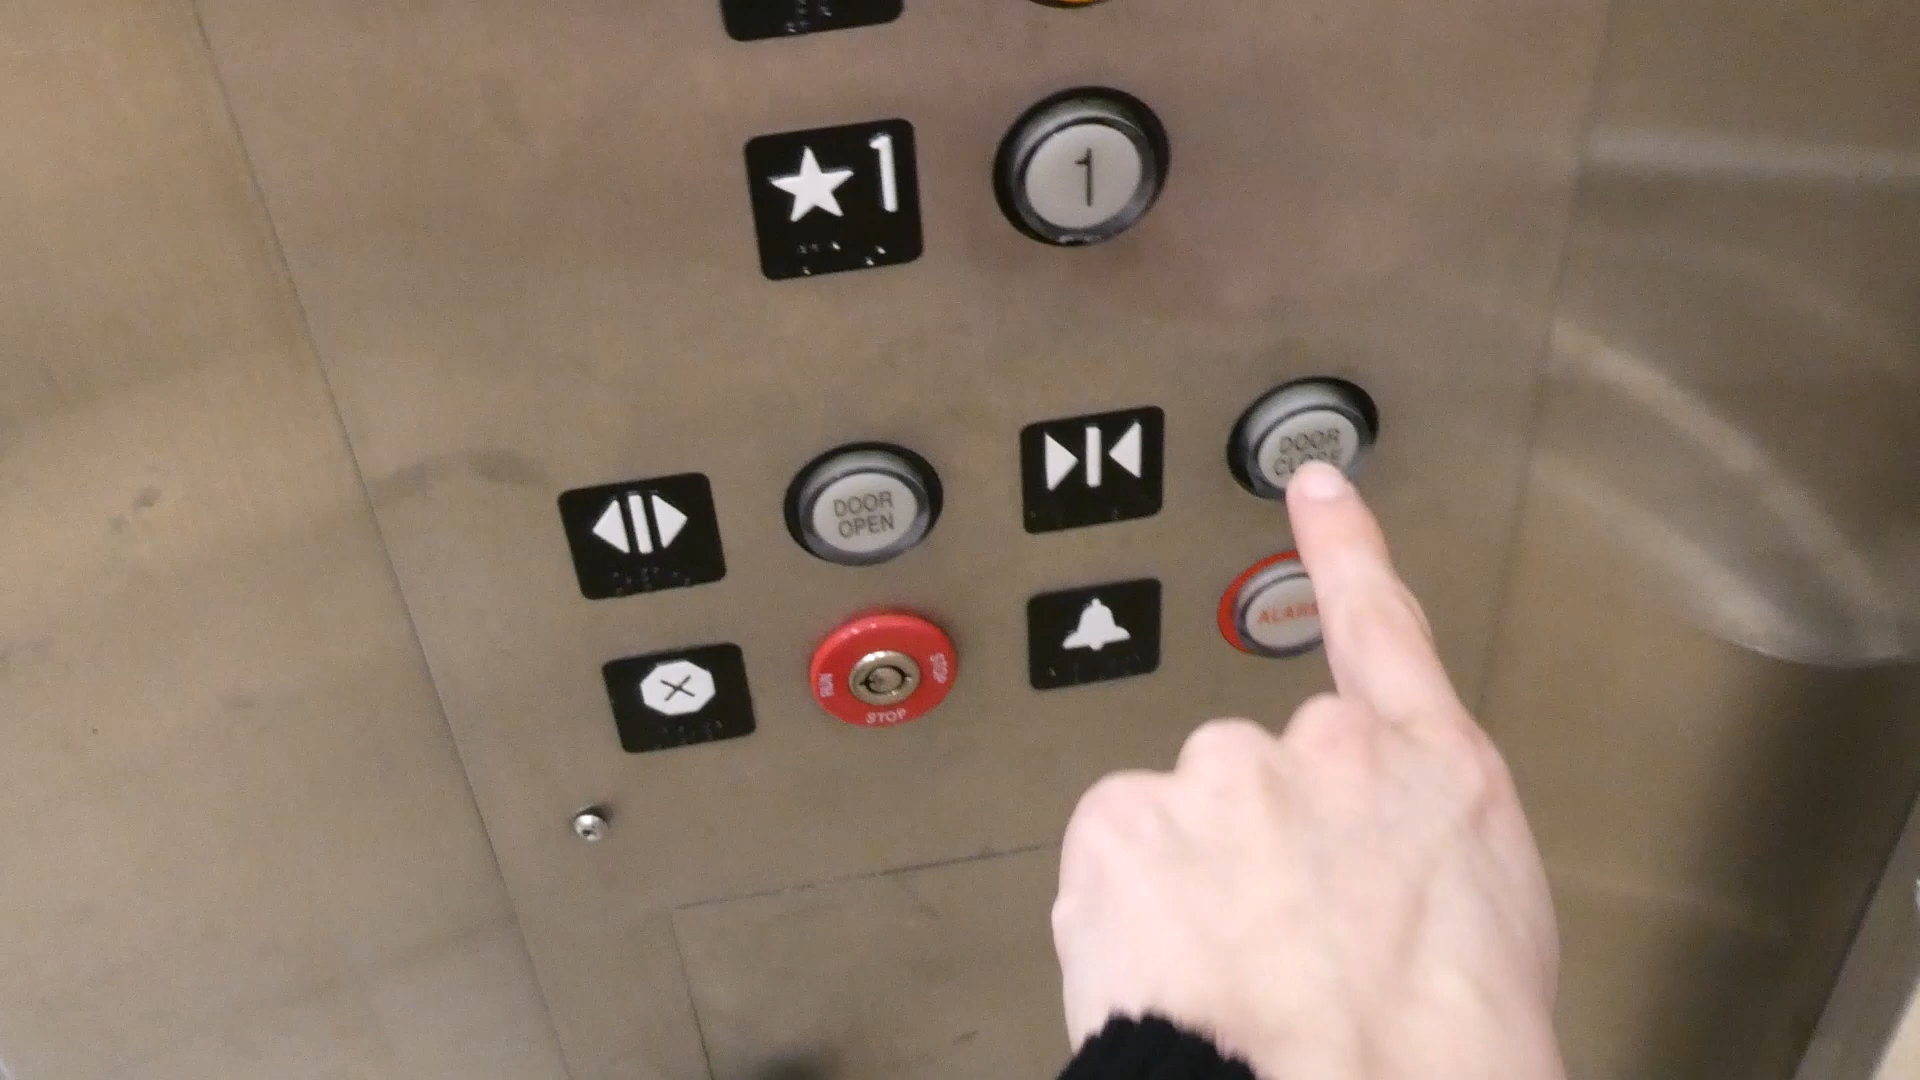 ★1
1
DOOR
OPEN
DOOR
CLOSE
RUN
STOP
STOP
ALARM